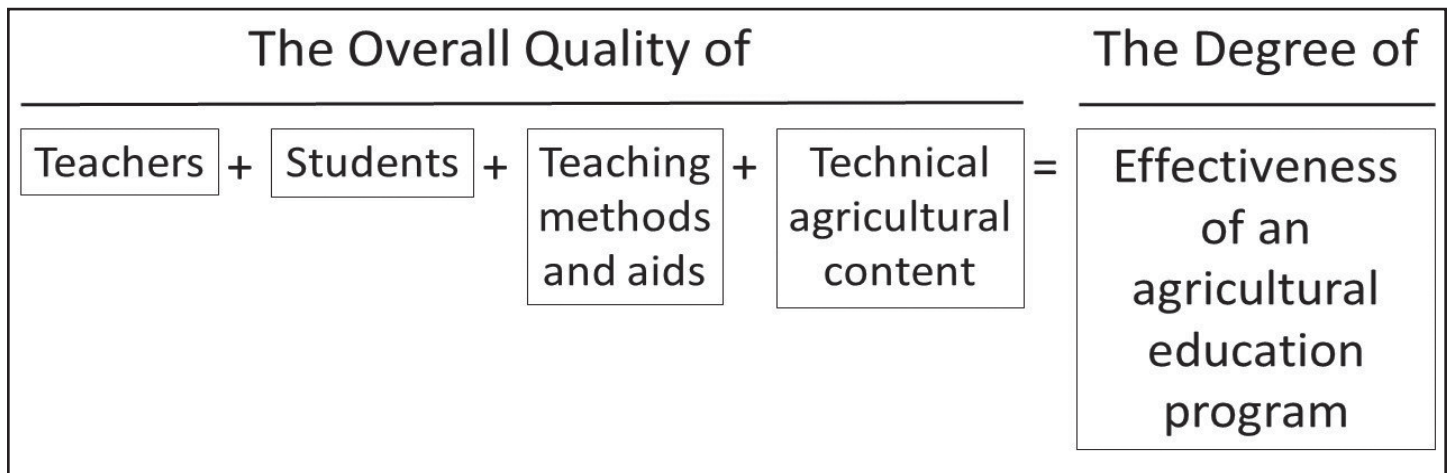 The Overall Quality of
The Degree of
Teachers
+
Students
+
Teaching
methods
and aids
+
Technical
agricultural
content
=
Effectiveness
of an
agricultural
education
program